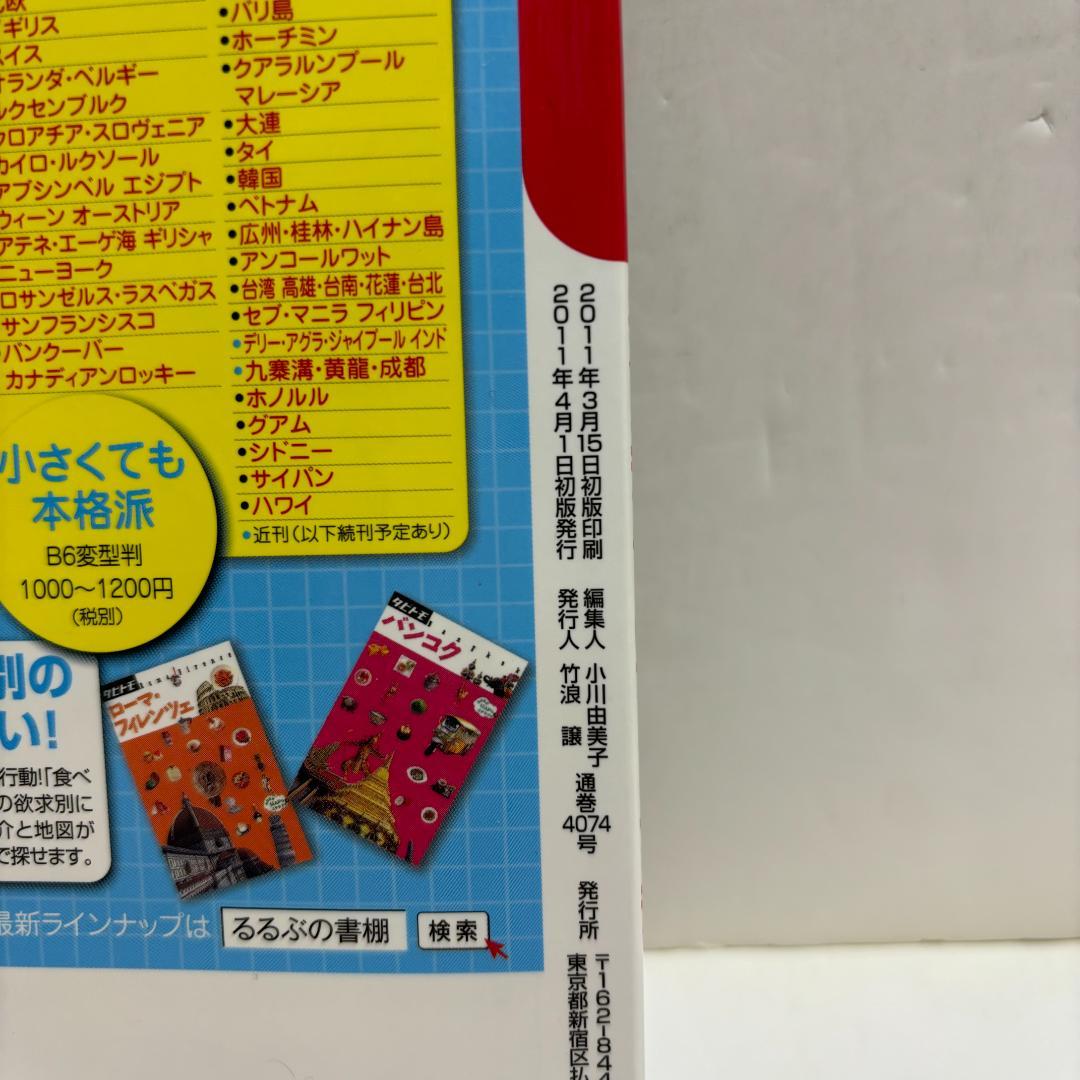 ギリス
スイス
オランダ・ベルギー
ルクセンブルク
クロアチア・スロヴェニア
カイロ・ルクソール
アブシンベル エジプト
ウィーン オーストリア
アテネ・エーゲ海 ギリシャ
ニューヨーク
ロサンゼルス・ラスベガス
サンフランシスコ
バンクーバー
カナディアンロッキー
•バリ島
•ホーチミン
•クアラルンプール
マレーシア
•大連
•タイ
•韓国
•ベトナム
•広州・桂林・ハイナン島
•アンコールワット
•台湾 高雄・台南・花蓮・台北
•セブ・マニラ フィリピン
•デリー・アグラ・ジャイプール インド
•九寨溝・黄龍・成都
•ホノルル
•グアム
•シドニー
•サイパン
•ハワイ
•近刊(以下続刊予定あり)
小さくても
本格派
B6変型判
1000〜1200円
(税別)
別の
い!
行動!「食べ
の欲求別に
介と地図が
で探せます。
タビトモ
ローマ・
フィレンツェ
タビトモ
バンコク
最新ラインナップは
るるぶの書棚
検索
2011年3月15日初版印刷
2011年4月1日初版発行
編集人 小川由美子
発行人 竹浪 譲
通巻4074号
発行所
〒162-844
東京都新宿区払